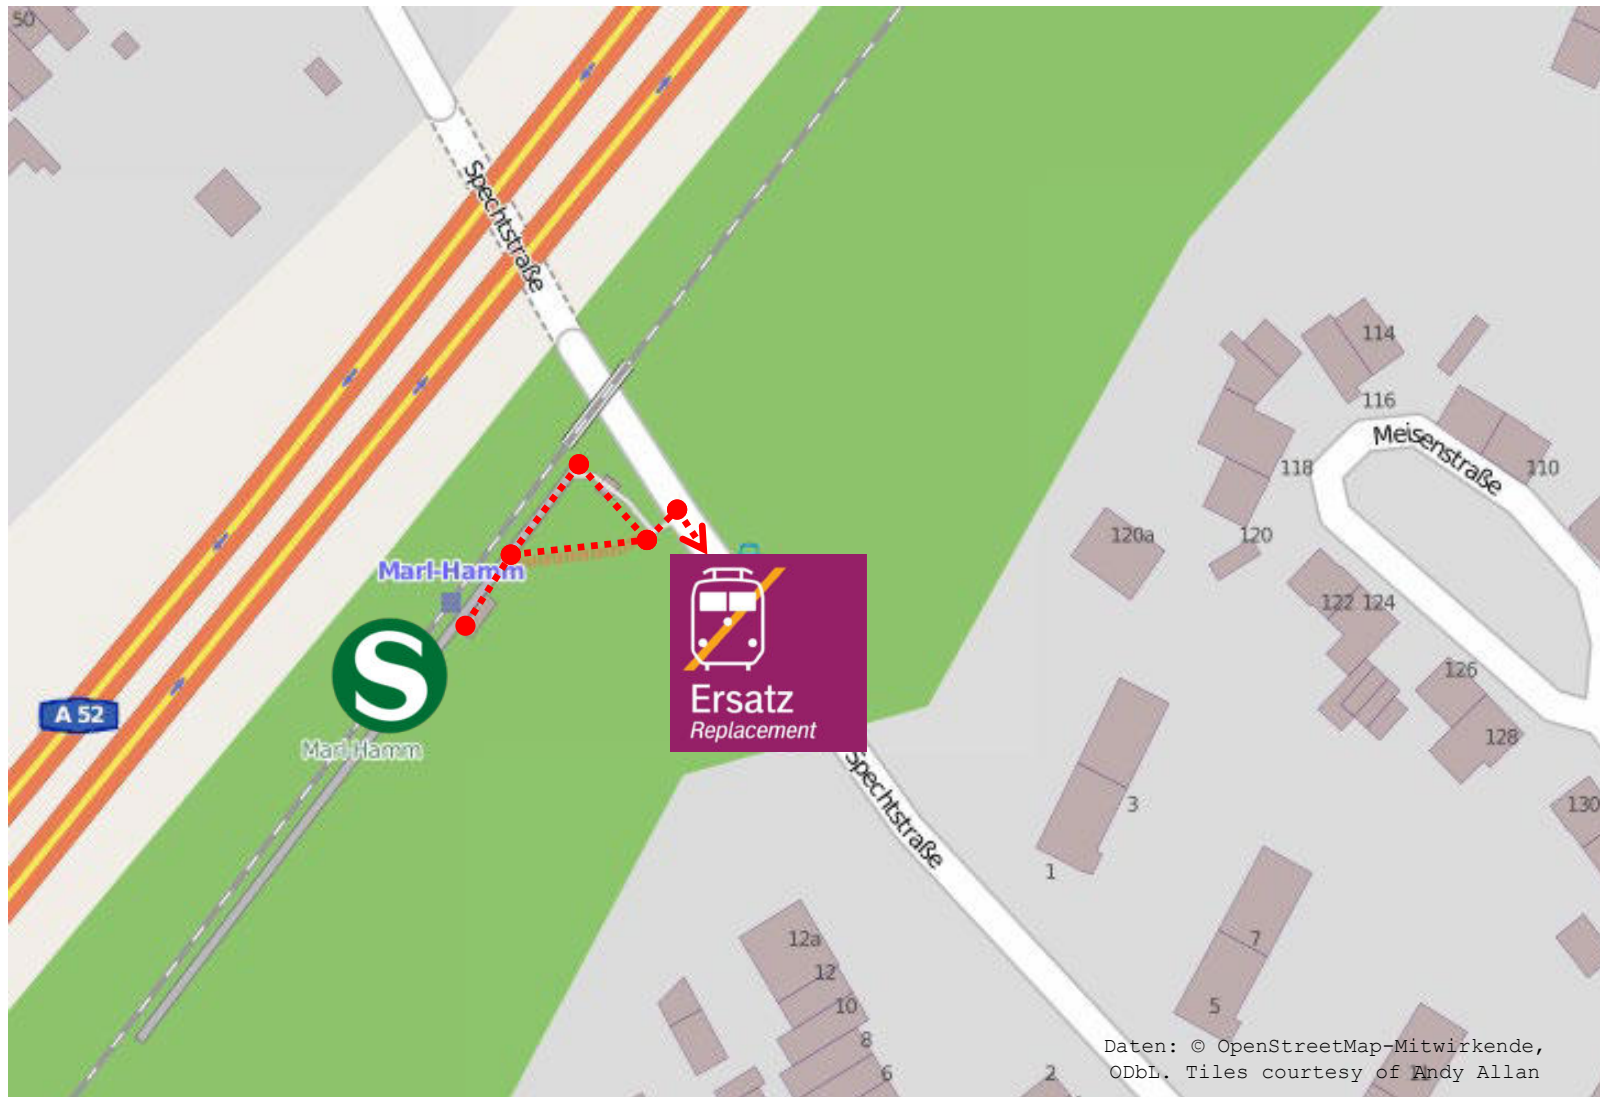 50
Spechtstraße
114
116
Meisenstraße
110
118
120a
120
Marl-Hamm
122 124
S
126
A 52
Ersatz
Replacement
128
Marl Hamm
Spechtstraße
3
130
1
12a
7
12
10
5
8
6
2
Daten: © OpenStreetMap-Mitwirkende,
ODbL. Tiles courtesy of Andy Allan